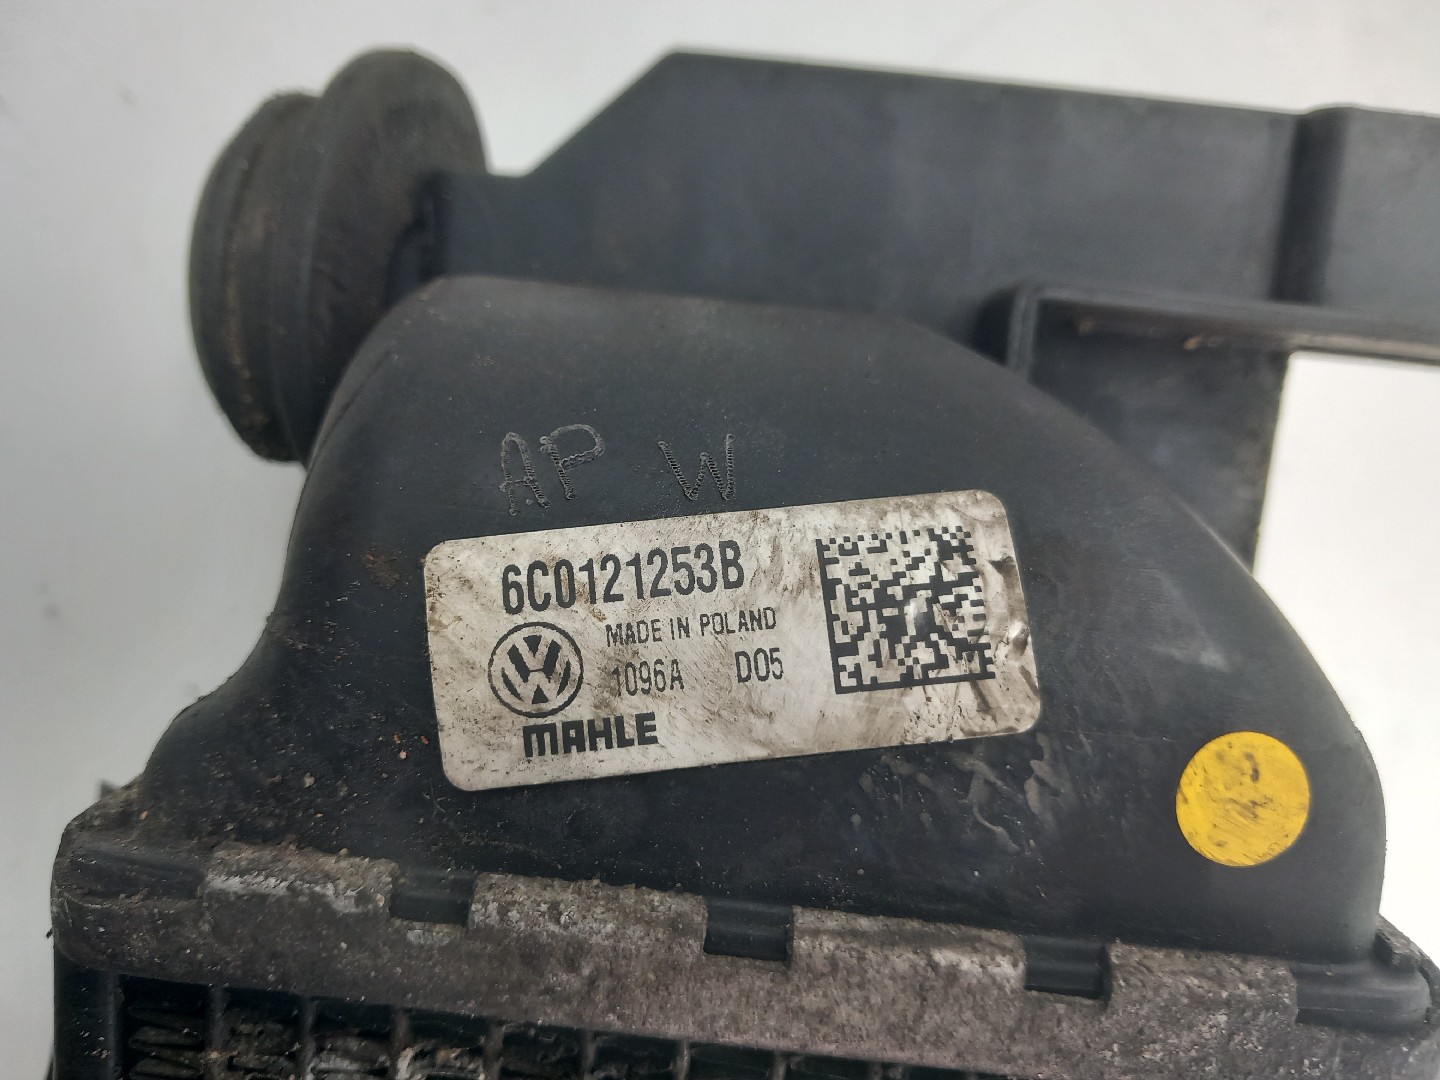 AP W
6C0121253B
MADE IN POLAND
1096A D05
MAHLE